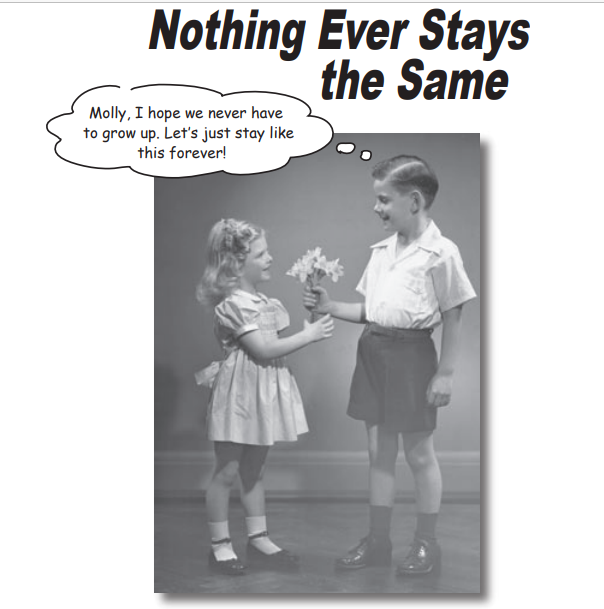 Nothing Ever Stays
the Same
Molly, I hope we never have
to grow up. Let's just stay like
this forever!